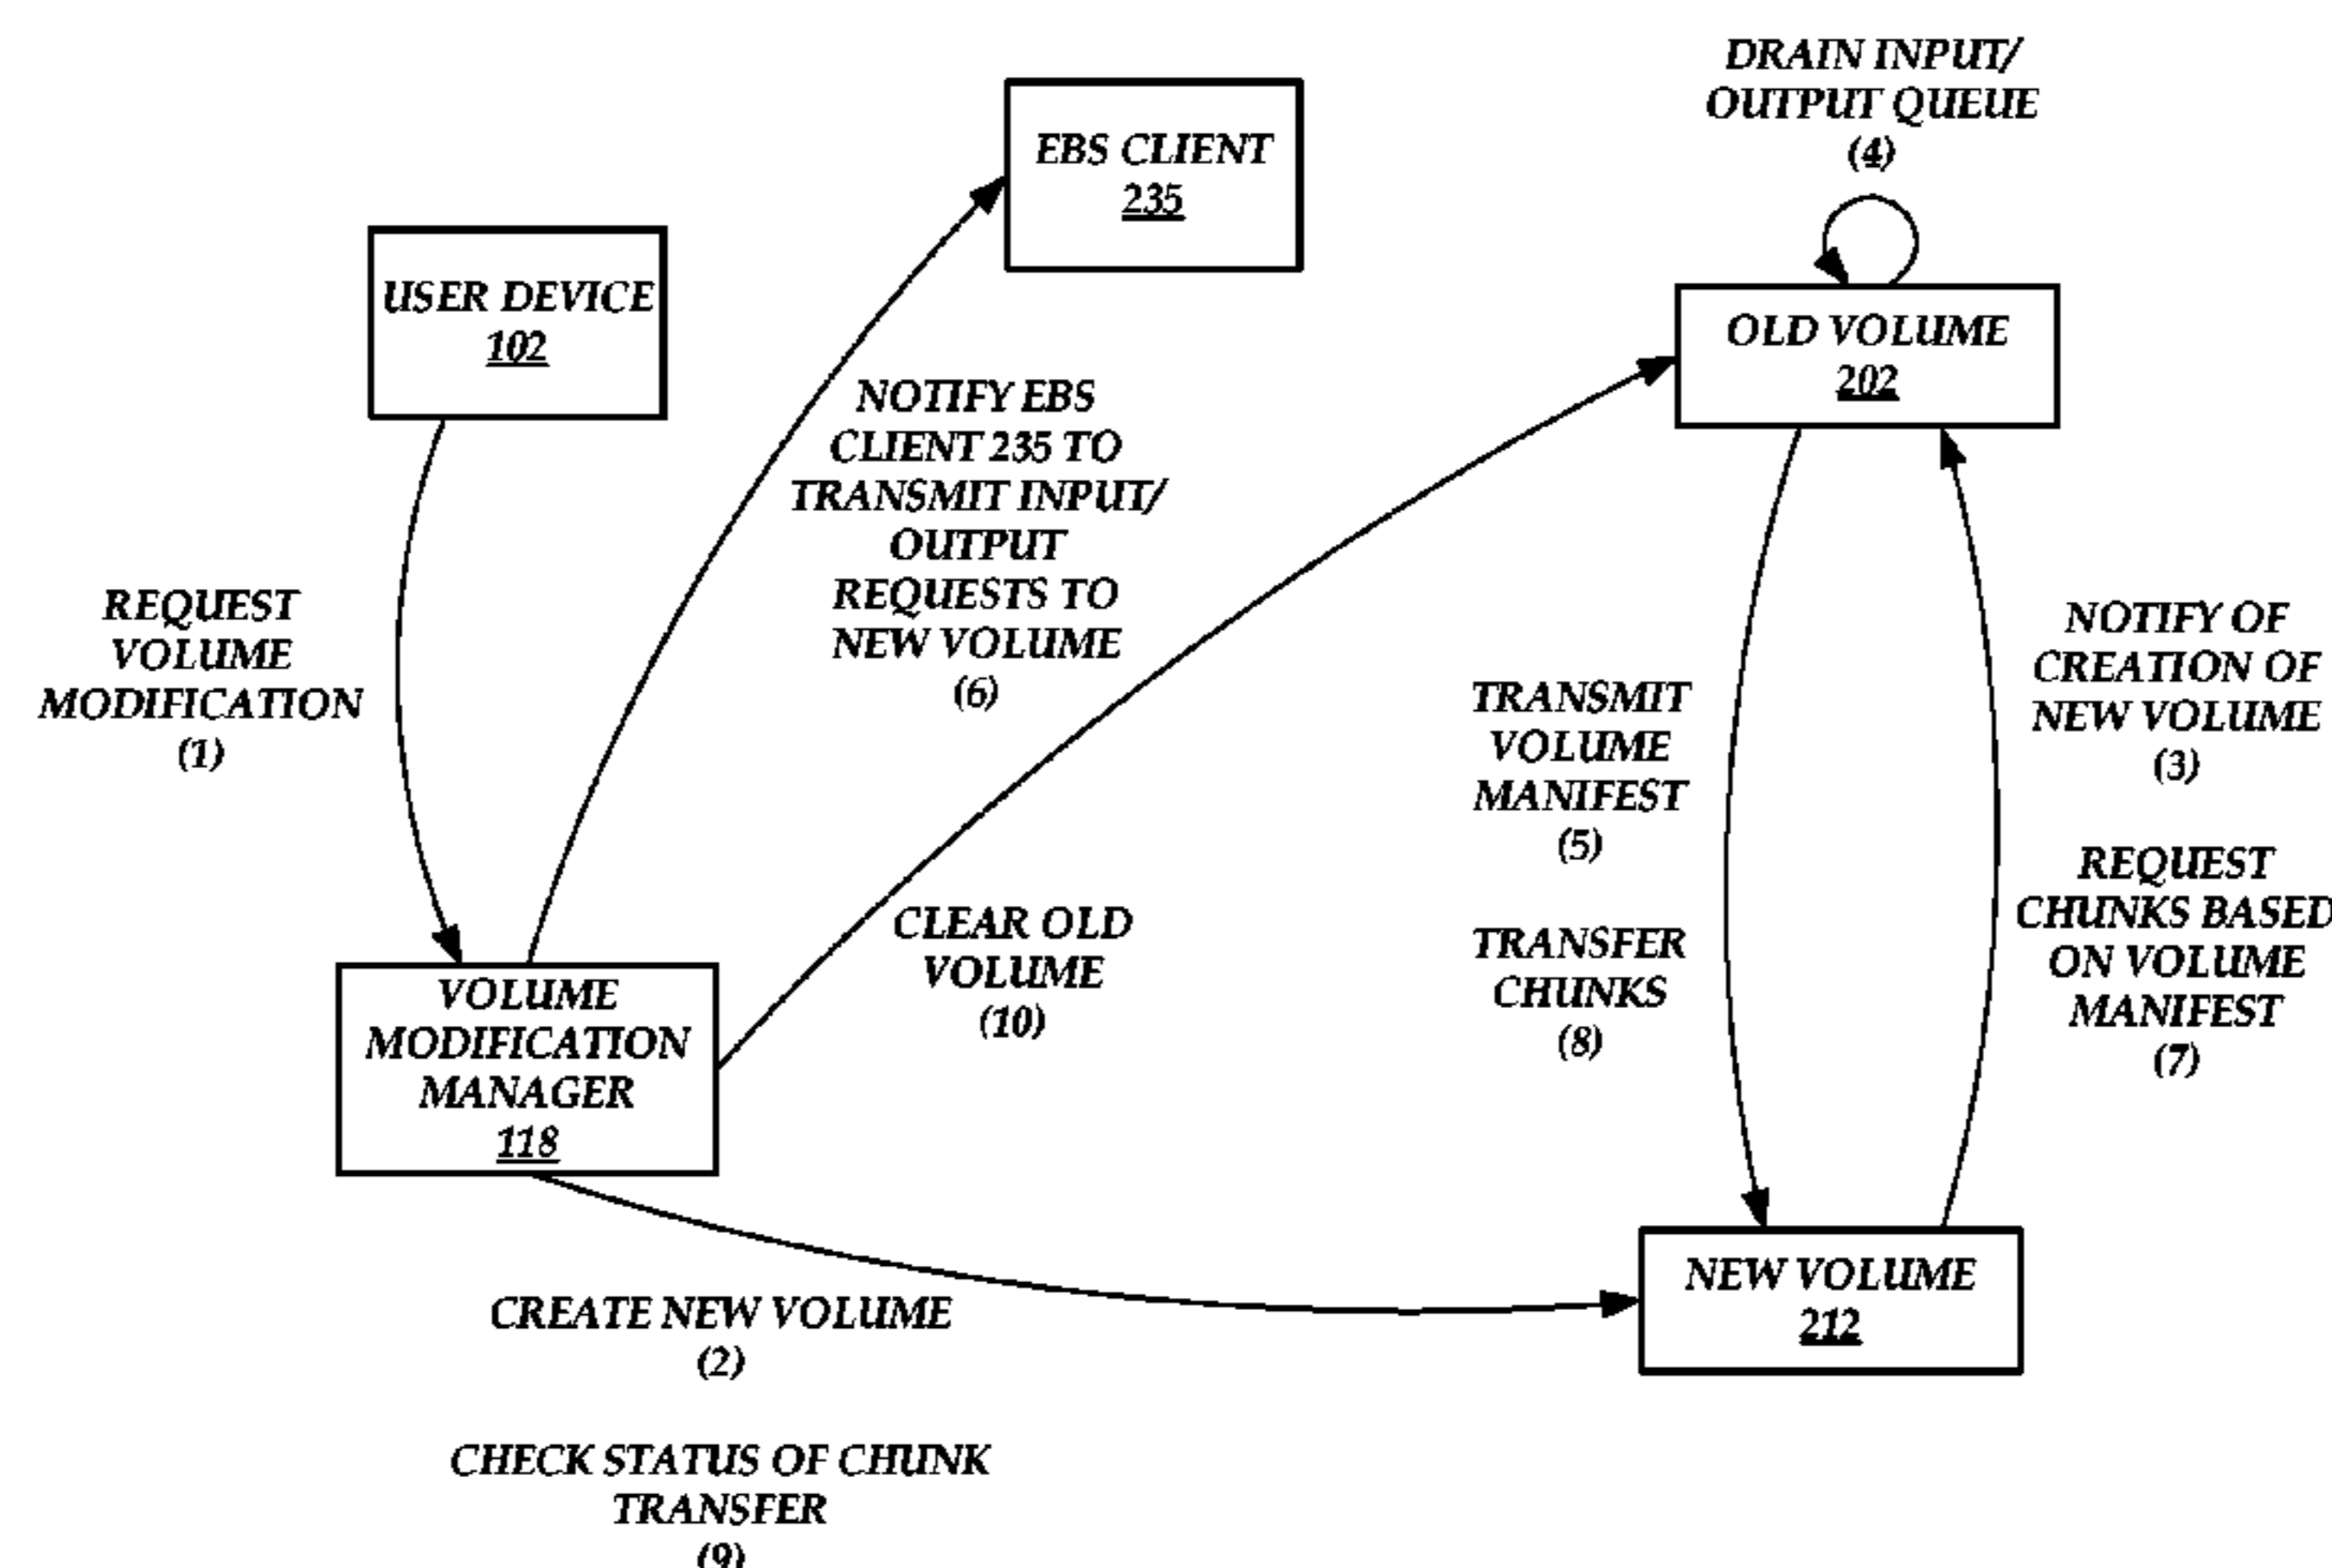 DRAIN INPUT/
OUTPUT QUEUE
(4)
EBS CLIENT
235
USER DEVICE
102
OLD VOLUME
202
NOTIFY EBS
CLIENT 235 TO
TRANSMIT INPUT/
OUTPUT
REQUESTS TO
NEW VOLUME
(6)
REQUEST
VOLUME
MODIFICATION
(1)
NOTIFY OF
CREATION OF
NEW VOLUME
(3)
TRANSMIT
VOLUME
MANIFEST
(5)
REQUEST
CHUNKS BASED
ON VOLUME
MANIFEST
(7)
CLEAR OLD
VOLUME
(10)
TRANSFER
CHUNKS
(8)
VOLUME
MODIFICATION
MANAGER
118
NEW VOLUME
212
CREATE NEW VOLUME
(2)
CHECK STATUS OF CHUNK
TRANSFER
(9)